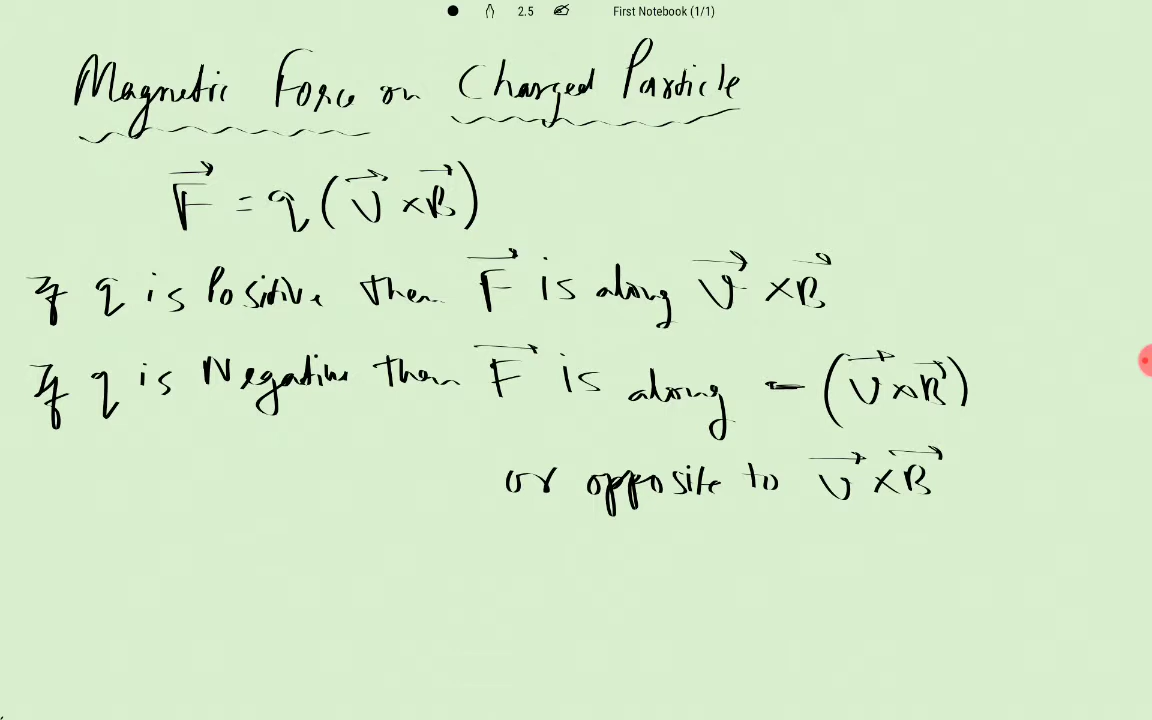 2.5 First Notebook (1/1)
Magnetic Force on Charged Particle
F⃗ = q (v⃗ × B⃗)
If q is Positive then F⃗ is along v⃗ × B⃗
If q is Negative then F⃗ is along - (v⃗ × B⃗)
or opposite to v⃗ × B⃗